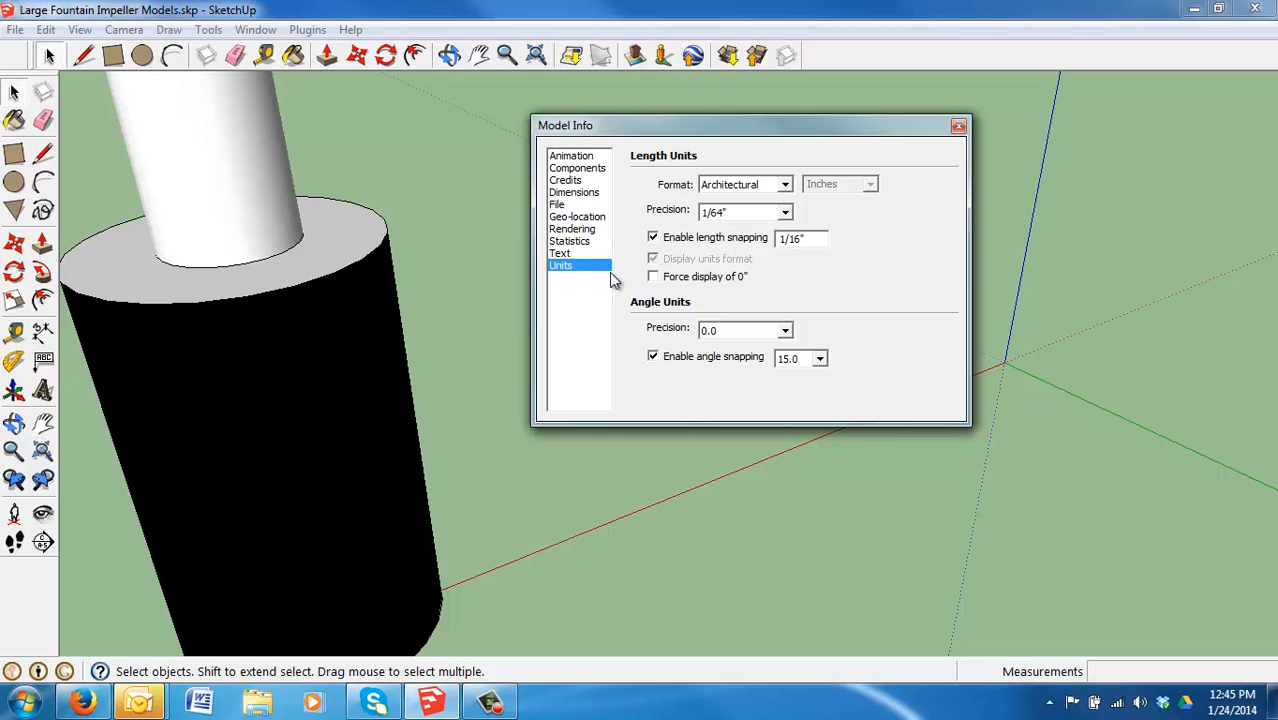 Large Fountain Impeller Models.skp - SketchUp
File Edit View Camera Draw Tools Window Plugins Help
Model Info
Animation
Components
Credits
Dimensions
File
Geo-location
Rendering
Statistics
Text
Units
Length Units
Format: Architectural Inches
Precision: 1/64"
Enable length snapping 1/16"
Display units format
Force display of 0"
Angle Units
Precision: 0.0
Enable angle snapping 15.0
Select objects. Shift to extend select. Drag mouse to select multiple. Measurements
12:45 PM
1/24/2014